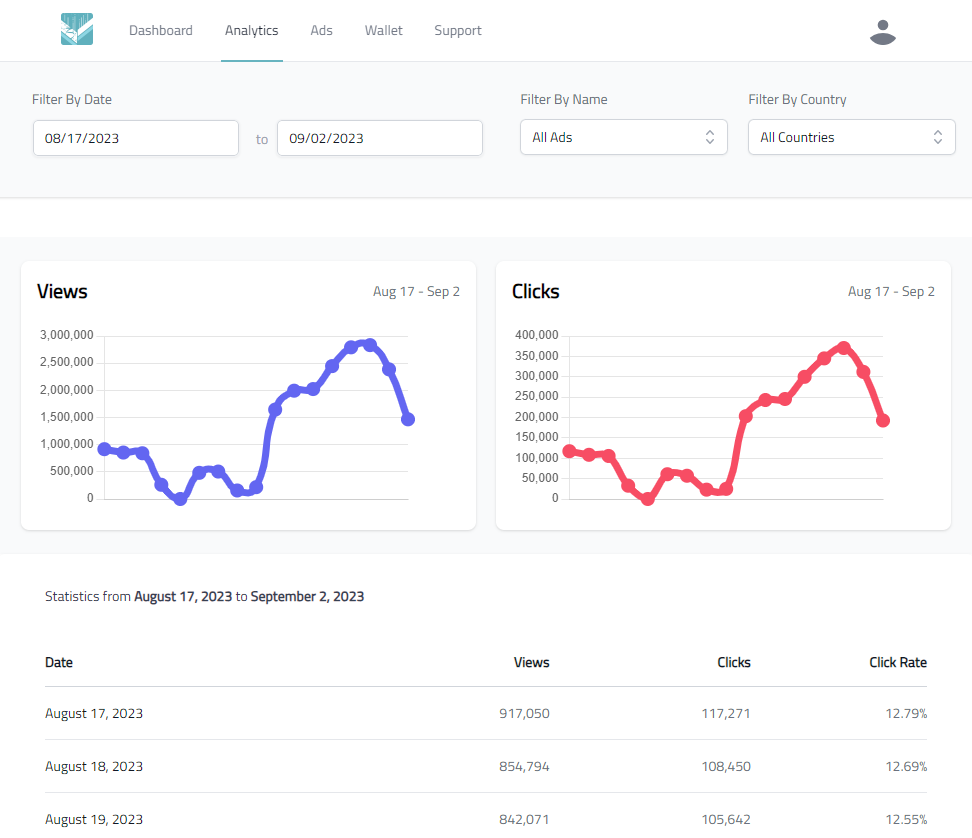 Dashboard Analytics Ads Wallet Support
Filter By Date Filter By Name Filter By Country
08/17/2023 to 09/02/2023 All Ads All Countries
Views Aug 17 - Sep 2
3,000,000
2,500,000
2,000,000
1,500,000
1,000,000
500,000
0
Clicks Aug 17 - Sep 2
400,000
350,000
300,000
250,000
200,000
150,000
100,000
50,000
0
Statistics from August 17, 2023 to September 2, 2023
Date Views Clicks Click Rate
August 17, 2023 917,050 117,271 12.79%
August 18, 2023 854,794 108,450 12.69%
August 19, 2023 842,071 105,642 12.55%